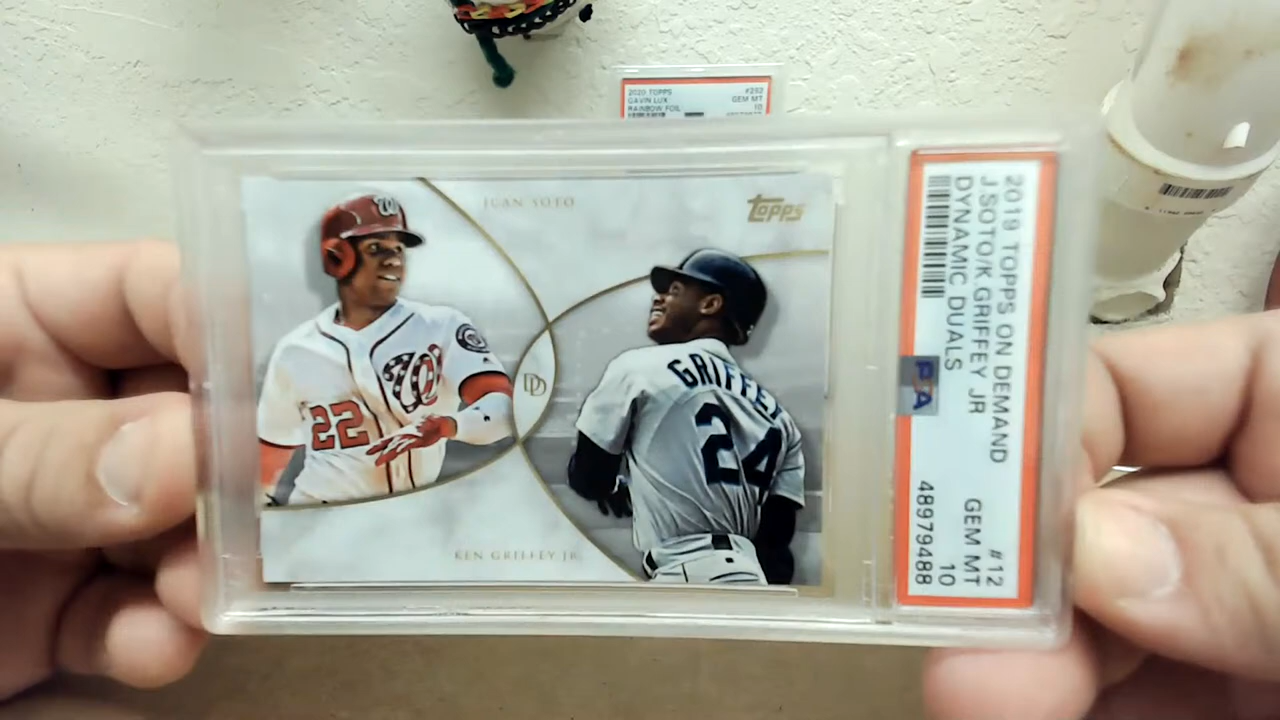 2020 TOPPS #252
GAVIN LUX GEM MT
RAINBOW FOIL 10
JUAN SOTO
Topps
W
22
DD
GRIFFEY
24
KEN GRIFFEY JR.
2019 TOPPS ON DEMAND #12
J.SOTO/K.GRIFFEY JR GEM MT
DYNAMIC DUALS 10
PSA 48979488